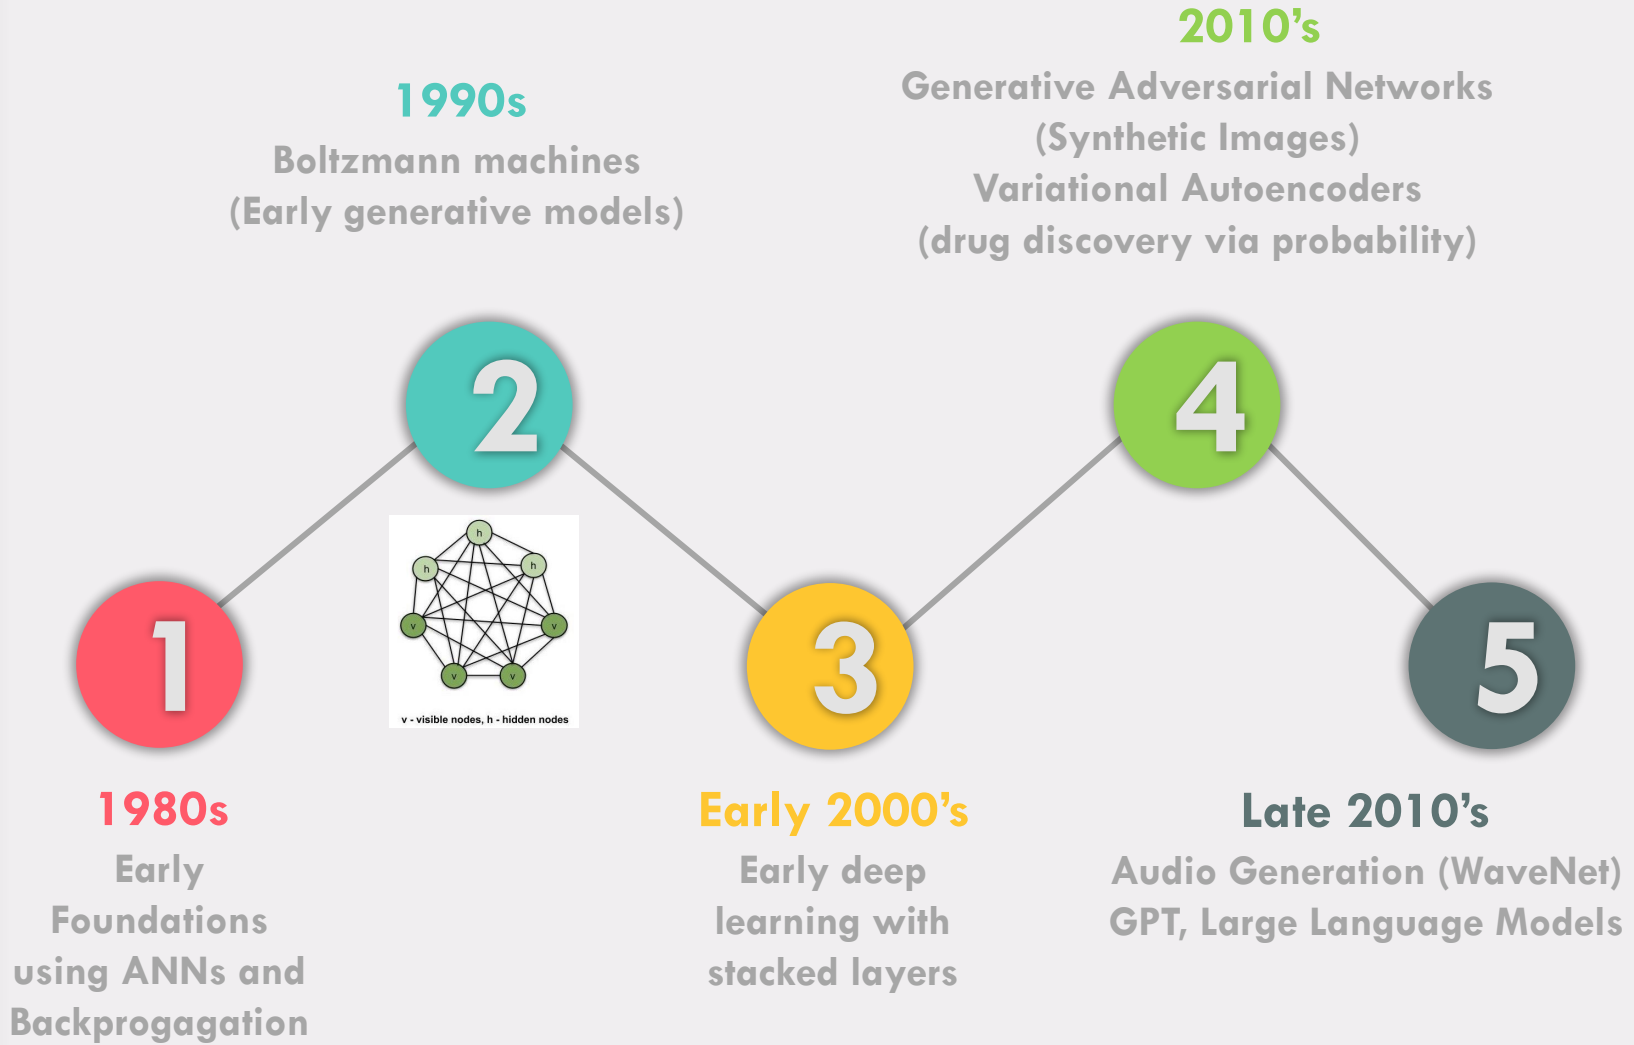 1
1980s
Early
Foundations
using ANNs and
Backprogagation
1990s
Boltzmann machines
(Early generative models)
2
h
h
h
v
v
v
v
v - visible nodes, h - hidden nodes
3
Early 2000's
Early deep
learning with
stacked layers
2010’s
Generative Adversarial Networks
(Synthetic Images)
Variational Autoencoders
(drug discovery via probability)
4
5
Late 2010’s
Audio Generation (WaveNet)
GPT, Large Language Models